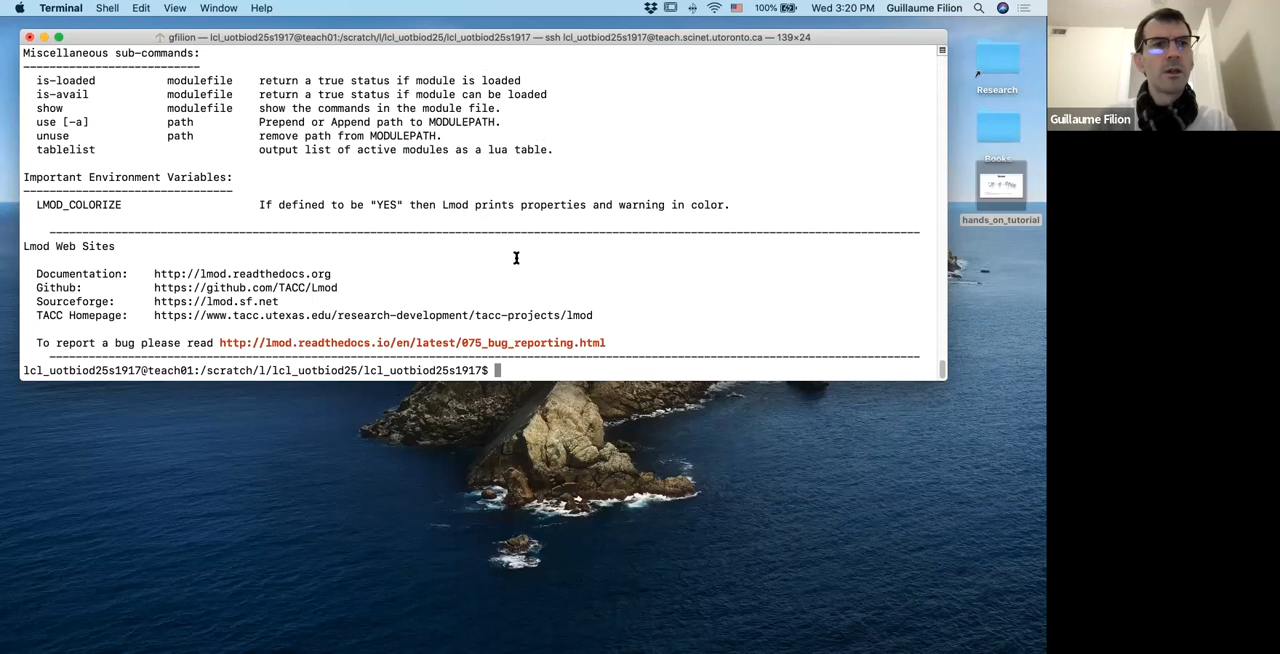 Terminal Shell Edit View Window Help 100% Wed 3:20 PM Guillaume Filion
gfilion — lcl_uotbiod25s1917@teach01:/scratch/l/lcl_uotbiod25/lcl_uotbiod25s1917 — ssh lcl_uotbiod25s1917@teach.scinet.utoronto.ca — 139×24
Miscellaneous sub-commands:
---------------------------
is-loaded modulefile return a true status if module is loaded
is-avail modulefile return a true status if module can be loaded
show modulefile show the commands in the module file.
use [-a] path Prepend or Append path to MODULEPATH.
unuse path remove path from MODULEPATH.
tablelist output list of active modules as a lua table.
Important Environment Variables:
--------------------------------
LMOD_COLORIZE If defined to be "YES" then Lmod prints properties and warning in color.
Lmod Web Sites
Documentation: http://lmod.readthedocs.org
Github: https://github.com/TACC/Lmod
Sourceforge: https://lmod.sf.net
TACC Homepage: https://www.tacc.utexas.edu/research-development/tacc-projects/lmod
To report a bug please read http://lmod.readthedocs.io/en/latest/075_bug_reporting.html
lcl_uotbiod25s1917@teach01:/scratch/l/lcl_uotbiod25/lcl_uotbiod25s1917$
Research
Books
hands_on_tutorial
Guillaume Filion